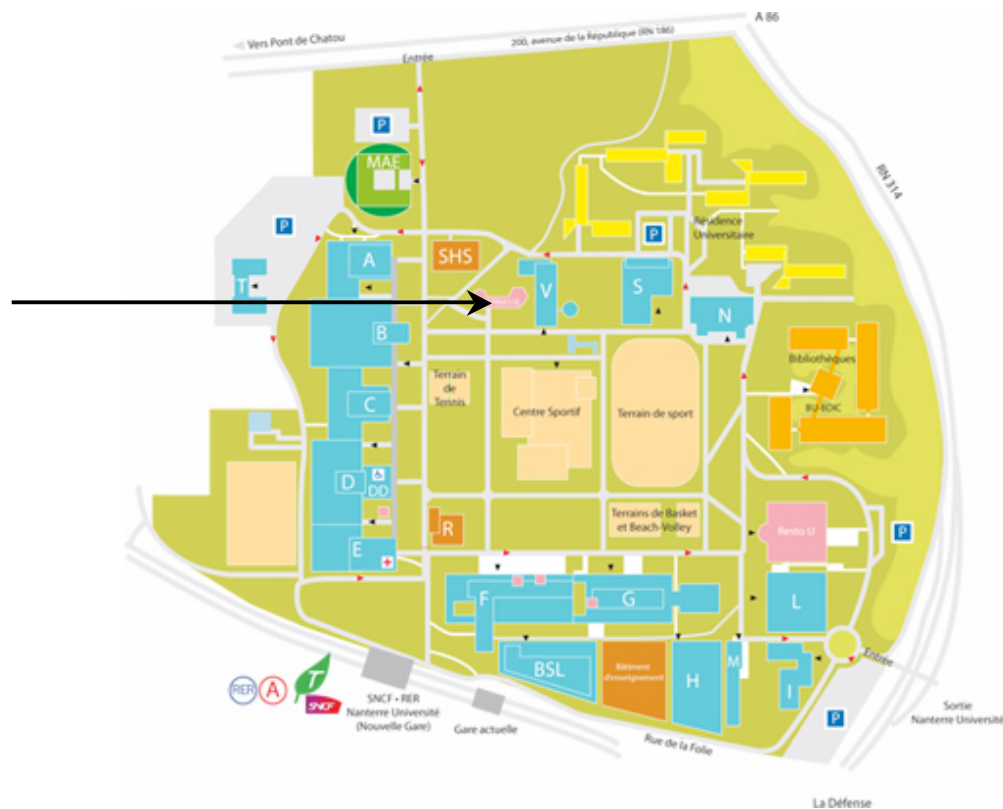 A 86
Vers Pont de Chatou
200, avenue de la République (RN 186)
Entrée
P
MAE
RN 314
P
Résidence
Universitaire
P
SHS
A
T
V
S
N
B
Bibliothèques
Terrain
de
Tennis
C
Centre Sportif
Terrain de sport
BU-BDIC
D
DD
Terrains de Basket
et Beach-Volley
R
Resto U
P
E
F
G
L
BSL
Bâtiment
d'enseignement
H
M
I
Entrée
RER
A
T
SNCF
SNCF • RER
Nanterre Université
(Nouvelle Gare)
Gare actuelle
Rue de la Folie
P
Sortie
Nanterre Université
La Défense